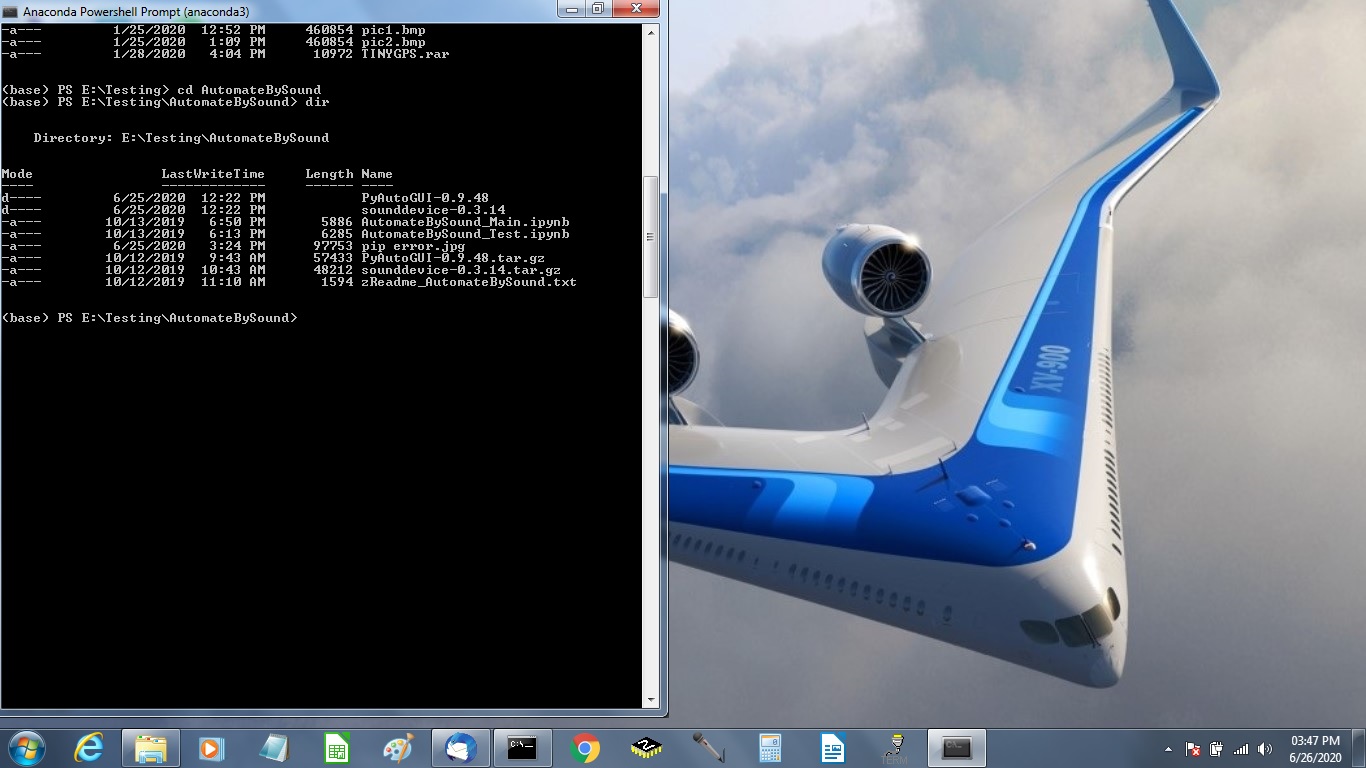 Anaconda Powershell Prompt (anaconda3)
-a---- 1/25/2020 12:52 PM 460854 pic1.bmp
-a---- 1/25/2020 1:09 PM 460854 pic2.bmp
-a---- 1/28/2020 4:04 PM 10972 TINYGPS.rar
(base) PS E:\Testing> cd AutomateBySound
(base) PS E:\Testing\AutomateBySound> dir
Directory: E:\Testing\AutomateBySound
Mode LastWriteTime Length Name
---- ------------- ------ ----
d----- 6/25/2020 12:22 PM PyAutoGUI-0.9.48
d----- 6/25/2020 12:22 PM sounddevice-0.3.14
-a---- 10/13/2019 6:50 PM 5886 AutomateBySound_Main.ipynb
-a---- 10/13/2019 6:13 PM 6285 AutomateBySound_Test.ipynb
-a---- 6/25/2020 3:24 PM 97753 pip error.jpg
-a---- 10/12/2019 9:43 AM 57433 PyAutoGUI-0.9.48.tar.gz
-a---- 10/12/2019 10:43 AM 48212 sounddevice-0.3.14.tar.gz
-a---- 10/12/2019 11:10 AM 1594 zReadme_AutomateBySound.txt
(base) PS E:\Testing\AutomateBySound>
XV-900
C:\.
TERM
03:47 PM
6/26/2020